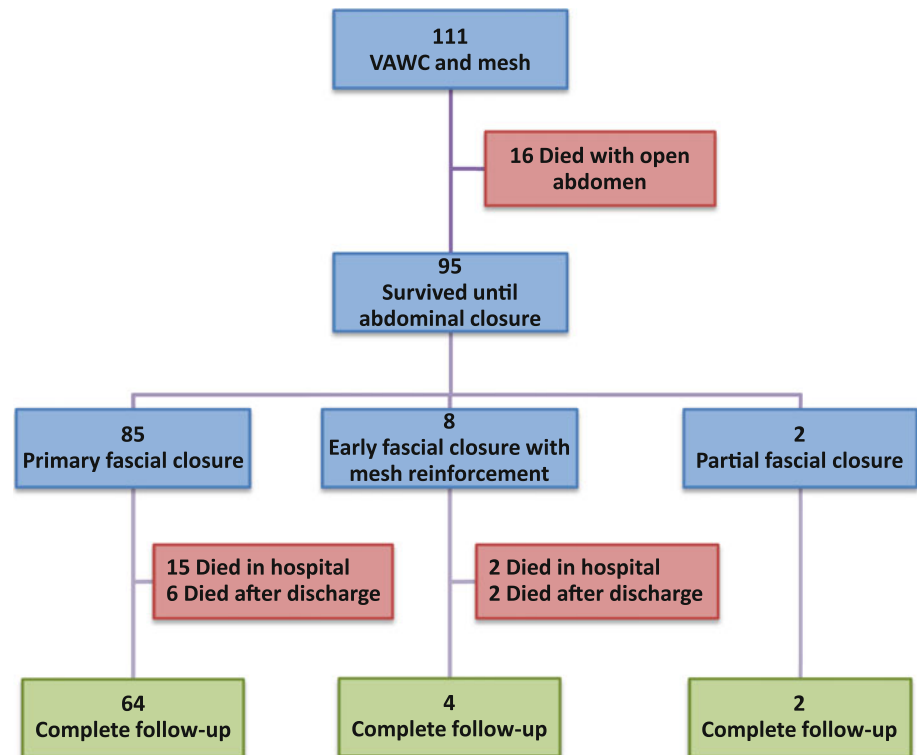 111
VAWC and mesh
16 Died with open
abdomen
95
Survived until
abdominal closure
85
Primary fascial closure
8
Early fascial closure with
mesh reinforcement
2
Partial fascial closure
15 Died in hospital
6 Died after discharge
2 Died in hospital
2 Died after discharge
64
Complete follow-up
4
Complete follow-up
2
Complete follow-up